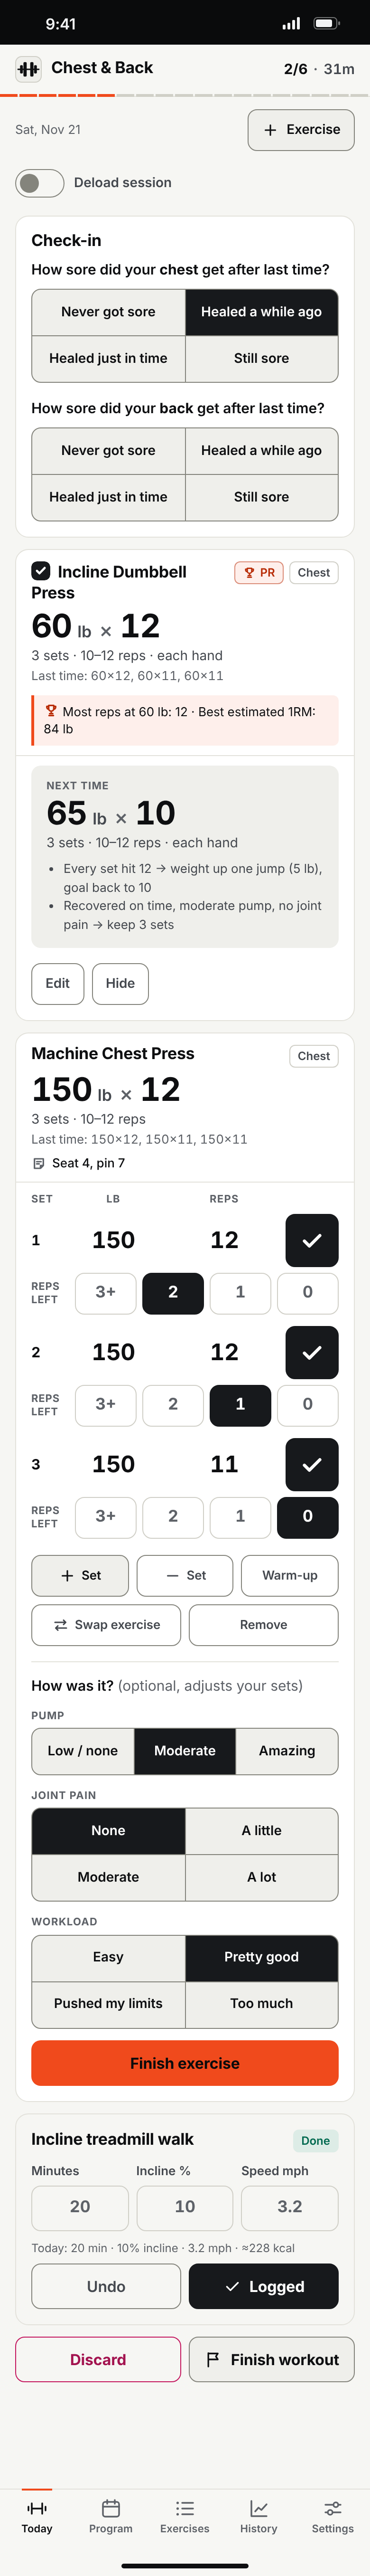 9:41
Chest & Back
2/6 · 31m
Sat, Nov 21
+ Exercise
Deload session
Check-in
How sore did your chest get after last time?
Never got sore
Healed a while ago
Healed just in time
Still sore
How sore did your back get after last time?
Never got sore
Healed a while ago
Healed just in time
Still sore
Incline Dumbbell
Press
PR
Chest
60 lb × 12
3 sets · 10–12 reps · each hand
Last time: 60×12, 60×11, 60×11
Most reps at 60 lb: 12 · Best estimated 1RM:
84 lb
NEXT TIME
65 lb × 10
3 sets · 10–12 reps · each hand
• Every set hit 12 → weight up one jump (5 lb),
goal back to 10
• Recovered on time, moderate pump, no joint
pain → keep 3 sets
Edit
Hide
Machine Chest Press
Chest
150 lb × 12
3 sets · 10–12 reps
Last time: 150×12, 150×11, 150×11
Seat 4, pin 7
SET LB REPS
1 150 12
REPS
LEFT
3+ 2 1 0
2 150 12
REPS
LEFT
3+ 2 1 0
3 150 11
REPS
LEFT
3+ 2 1 0
+ Set
− Set
Warm-up
Swap exercise
Remove
How was it? (optional, adjusts your sets)
PUMP
Low / none
Moderate
Amazing
JOINT PAIN
None
A little
Moderate
A lot
WORKLOAD
Easy
Pretty good
Pushed my limits
Too much
Finish exercise
Incline treadmill walk
Done
Minutes Incline % Speed mph
20 10 3.2
Today: 20 min · 10% incline · 3.2 mph · ≈228 kcal
Undo
Logged
Discard
Finish workout
Today
Program
Exercises
History
Settings